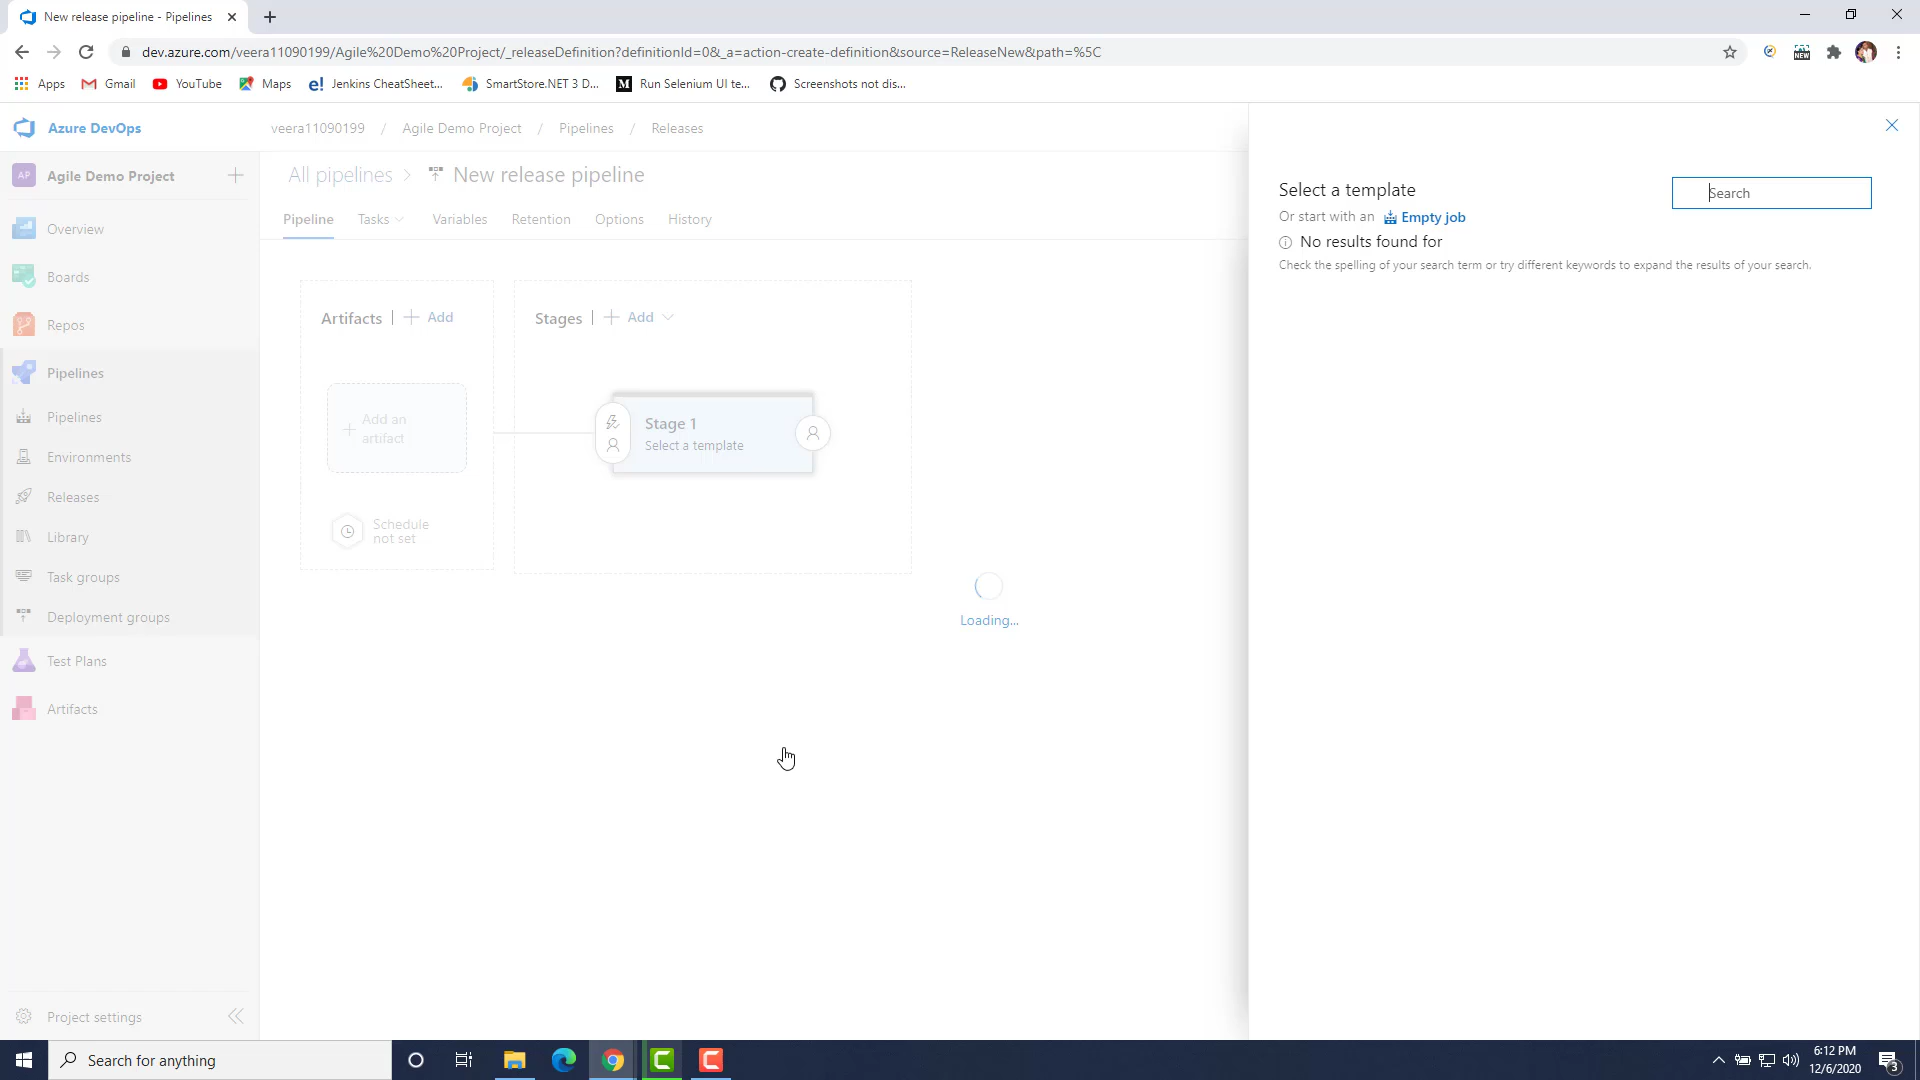 New release pipeline - Pipelines
dev.azure.com/veera11090199/Agile%20Demo%20Project/_releaseDefinition?definitionId=0&_a=action-create-definition&source=ReleaseNew&path=%5C
Apps
Gmail
YouTube
Maps
e!
Jenkins CheatSheet...
SmartStore.NET 3 D...
M
Run Selenium UI te...
Screenshots not dis...
NEW
Azure DevOps
veera11090199 / Agile Demo Project / Pipelines / Releases
AP
Agile Demo Project
Overview
Boards
Repos
Pipelines
Pipelines
Environments
Releases
Library
Task groups
Deployment groups
Test Plans
Artifacts
Project settings
All pipelines > New release pipeline
Pipeline
Tasks
Variables
Retention
Options
History
Artifacts | + Add
Add an
artifact
Schedule
not set
Stages | + Add
Stage 1
Select a template
Loading...
Select a template
Search
Or start with an Empty job
No results found for
Check the spelling of your search term or try different keywords to expand the results of your search.
Search for anything
6:12 PM
12/6/2020
3